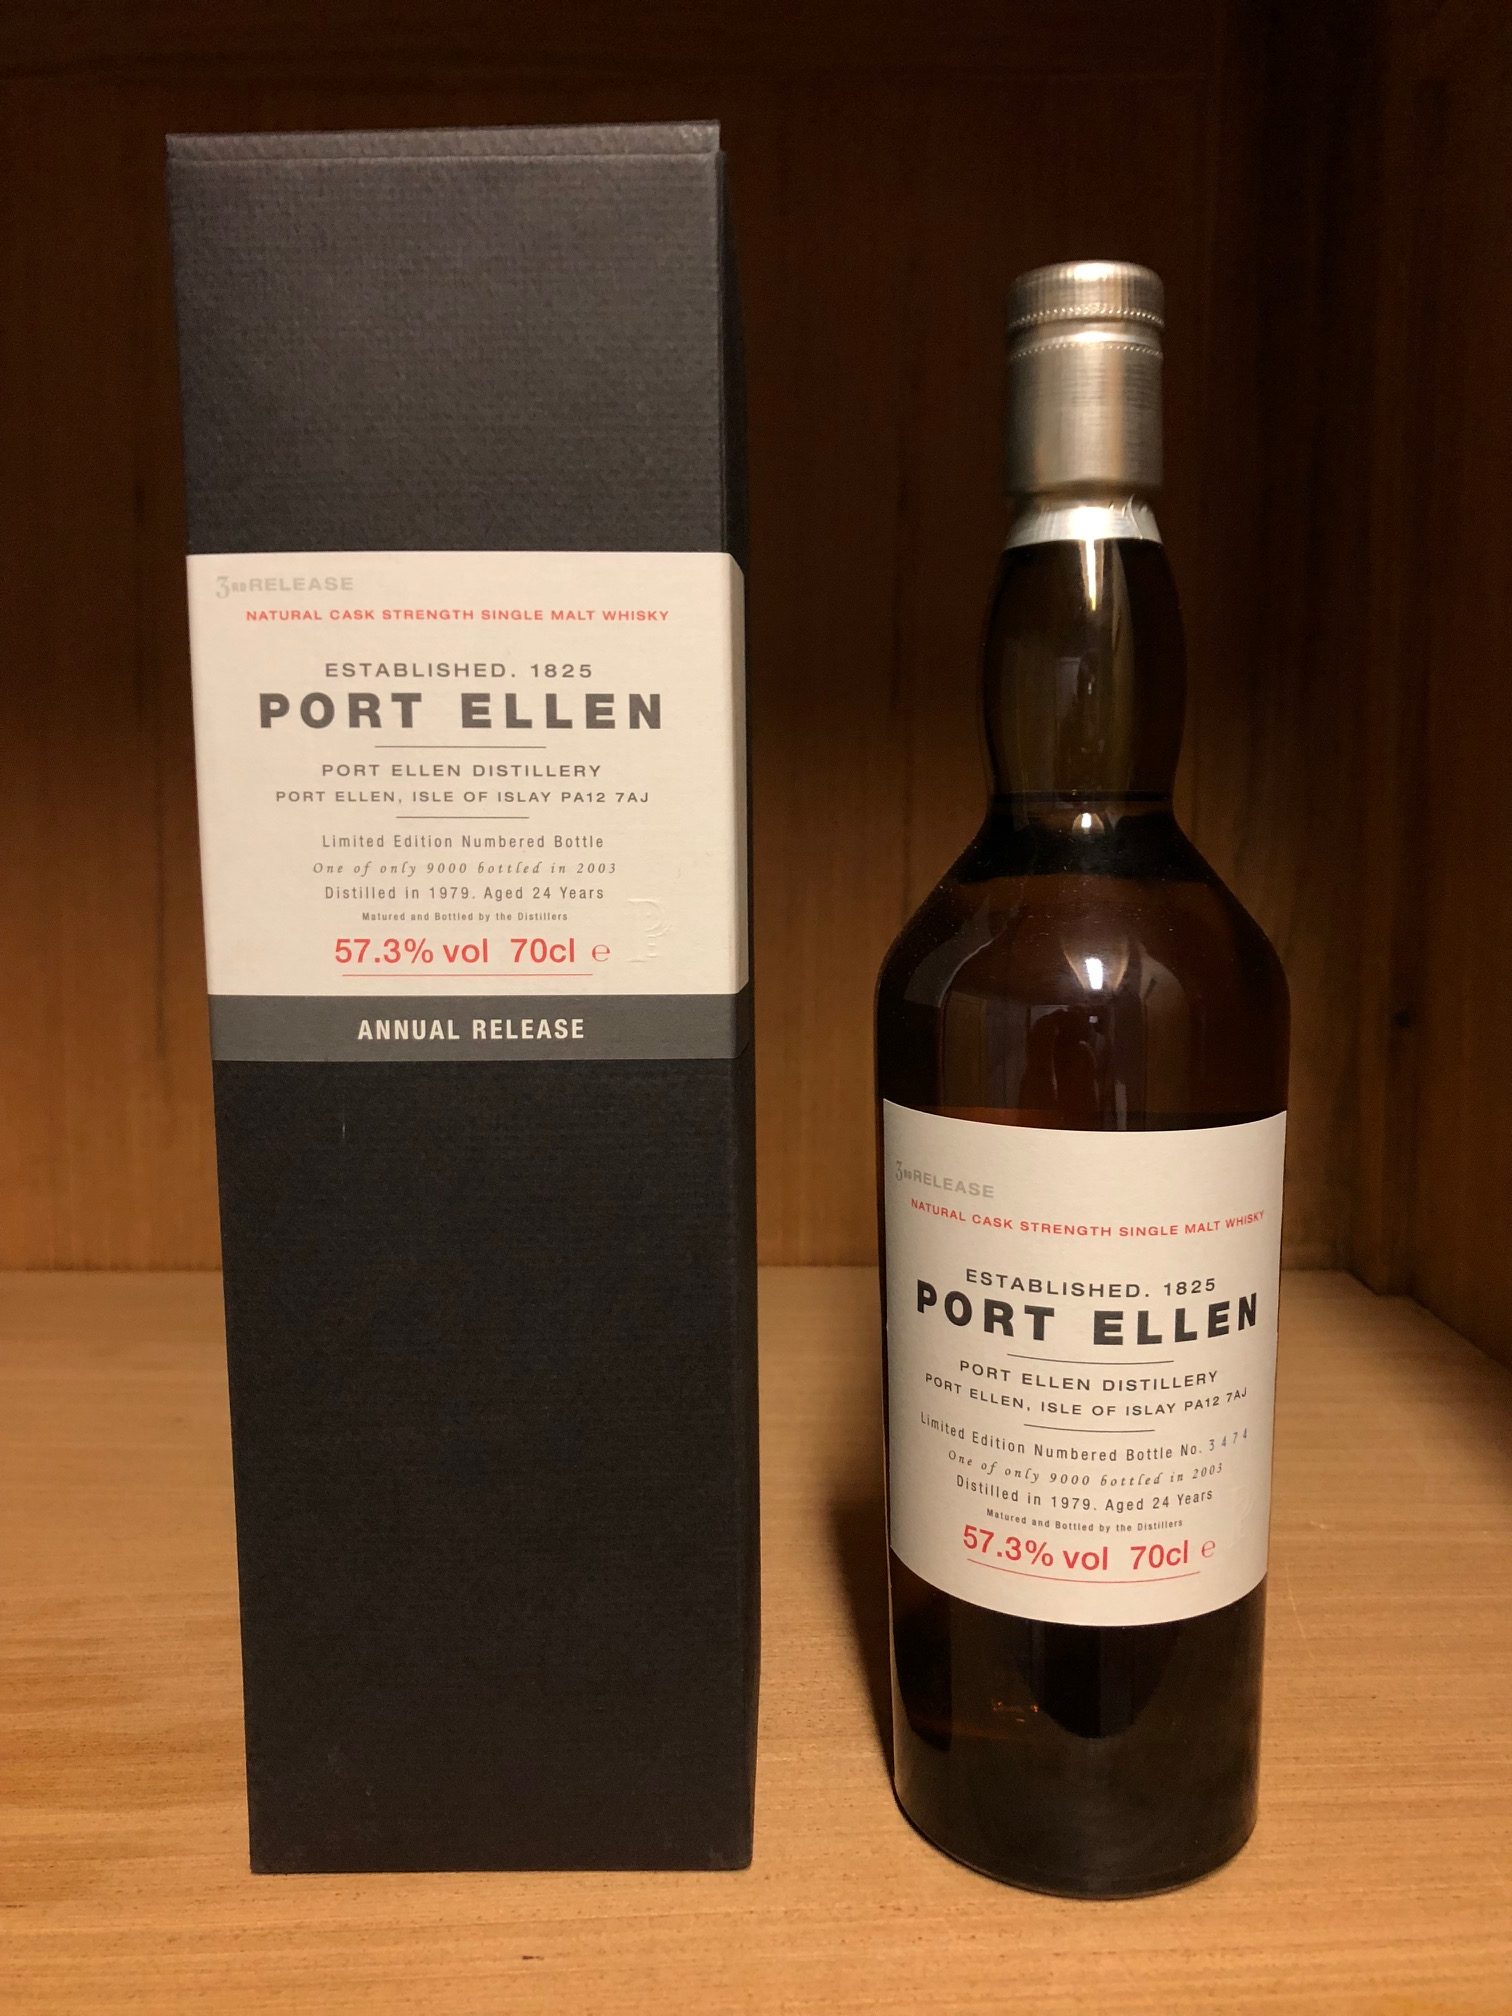 3RD RELEASE
NATURAL CASK STRENGTH SINGLE MALT WHISKY
ESTABLISHED. 1825
PORT ELLEN
PORT ELLEN DISTILLERY
PORT ELLEN, ISLE OF ISLAY PA12 7AJ
Limited Edition Numbered Bottle
One of only 9000 bottled in 2003
Distilled in 1979. Aged 24 Years
Matured and Bottled by the Distillers
57.3% vol 70cl e
PE
ANNUAL RELEASE
3RD RELEASE
NATURAL CASK STRENGTH SINGLE MALT WHISKY
ESTABLISHED. 1825
PORT ELLEN
PORT ELLEN DISTILLERY
PORT ELLEN, ISLE OF ISLAY PA12 7AJ
Limited Edition Numbered Bottle No. 3474
One of only 9000 bottled in 2003
Distilled in 1979. Aged 24 Years
Matured and Bottled by the Distillers
57.3% vol 70cl e